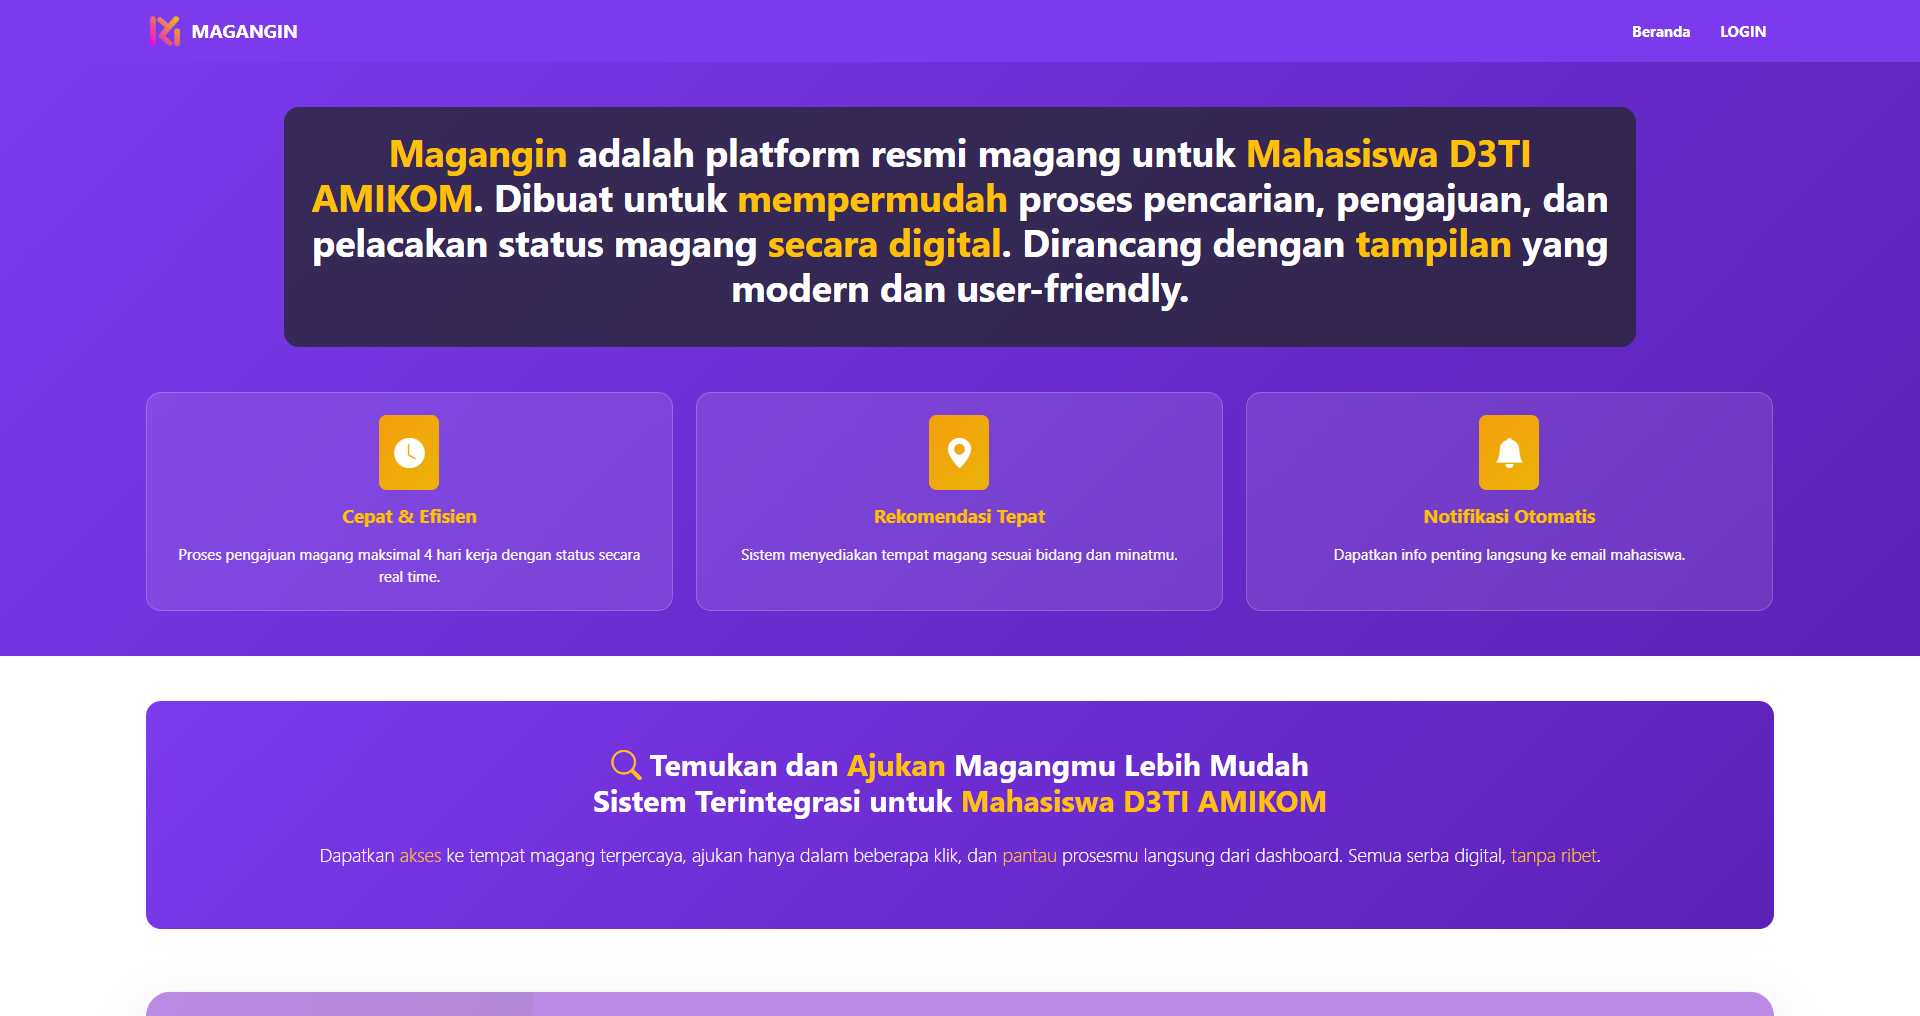 MAGANGIN
Beranda
LOGIN
Magangin adalah platform resmi magang untuk Mahasiswa D3TI
AMIKOM. Dibuat untuk mempermudah proses pencarian, pengajuan, dan
pelacakan status magang secara digital. Dirancang dengan tampilan yang
modern dan user-friendly.
Cepat & Efisien
Proses pengajuan magang maksimal 4 hari kerja dengan status secara
real time.
Rekomendasi Tepat
Sistem menyediakan tempat magang sesuai bidang dan minatmu.
Notifikasi Otomatis
Dapatkan info penting langsung ke email mahasiswa.
Temukan dan Ajukan Magangmu Lebih Mudah
Sistem Terintegrasi untuk Mahasiswa D3TI AMIKOM
Dapatkan akses ke tempat magang terpercaya, ajukan hanya dalam beberapa klik, dan pantau prosesmu langsung dari dashboard. Semua serba digital, tanpa ribet.